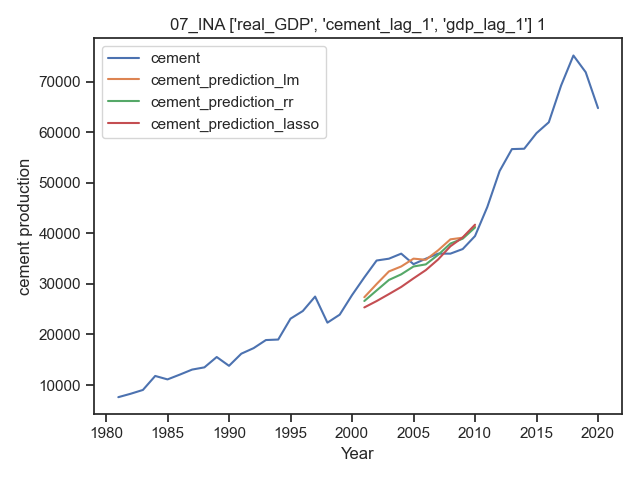 07_INA ['real_GDP', 'cement_lag_1', 'gdp_lag_1'] 1
cement
cement_prediction_lm
cement_prediction_rr
cement_prediction_lasso
cement production
70000
60000
50000
40000
30000
20000
10000
1980 1985 1990 1995 2000 2005 2010 2015 2020
Year